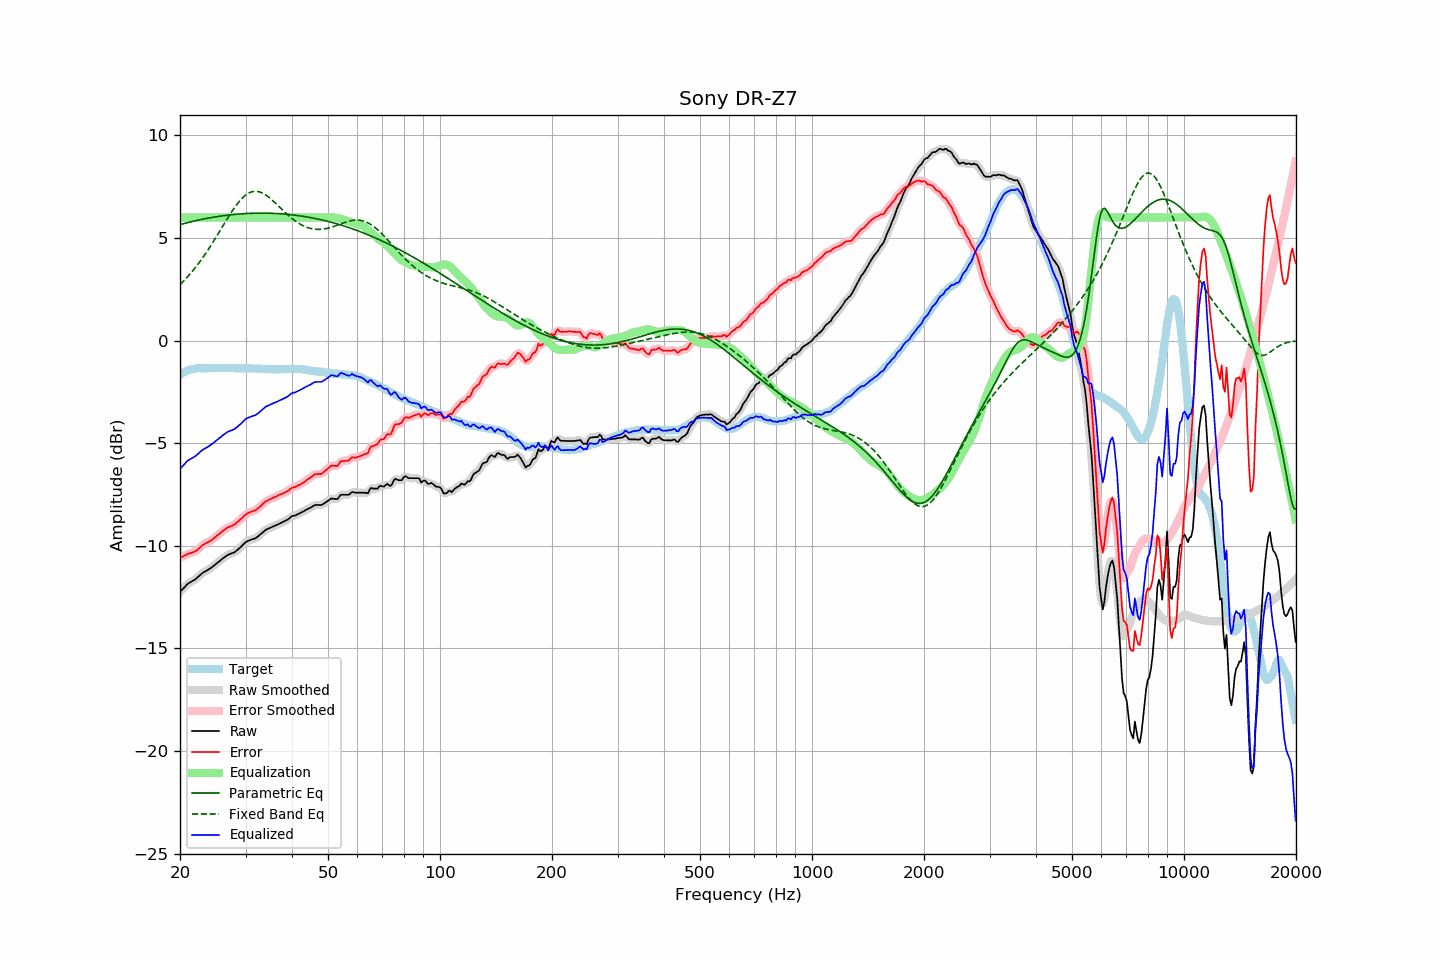 Sony DR-Z7
Amplitude (dBr)
10
5
0
−5
−10
−15
−20
−25
Target
Raw Smoothed
Error Smoothed
Raw
Error
Equalization
Parametric Eq
Fixed Band Eq
Equalized
20 50 100 200 500 1000 2000 5000 10000 20000
Frequency (Hz)